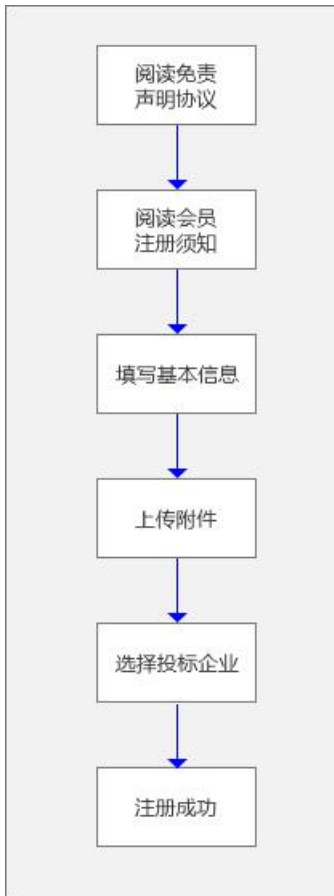 阅读免责
声明协议
阅读会员
注册须知
填写基本信息
上传附件
选择投标企业
注册成功